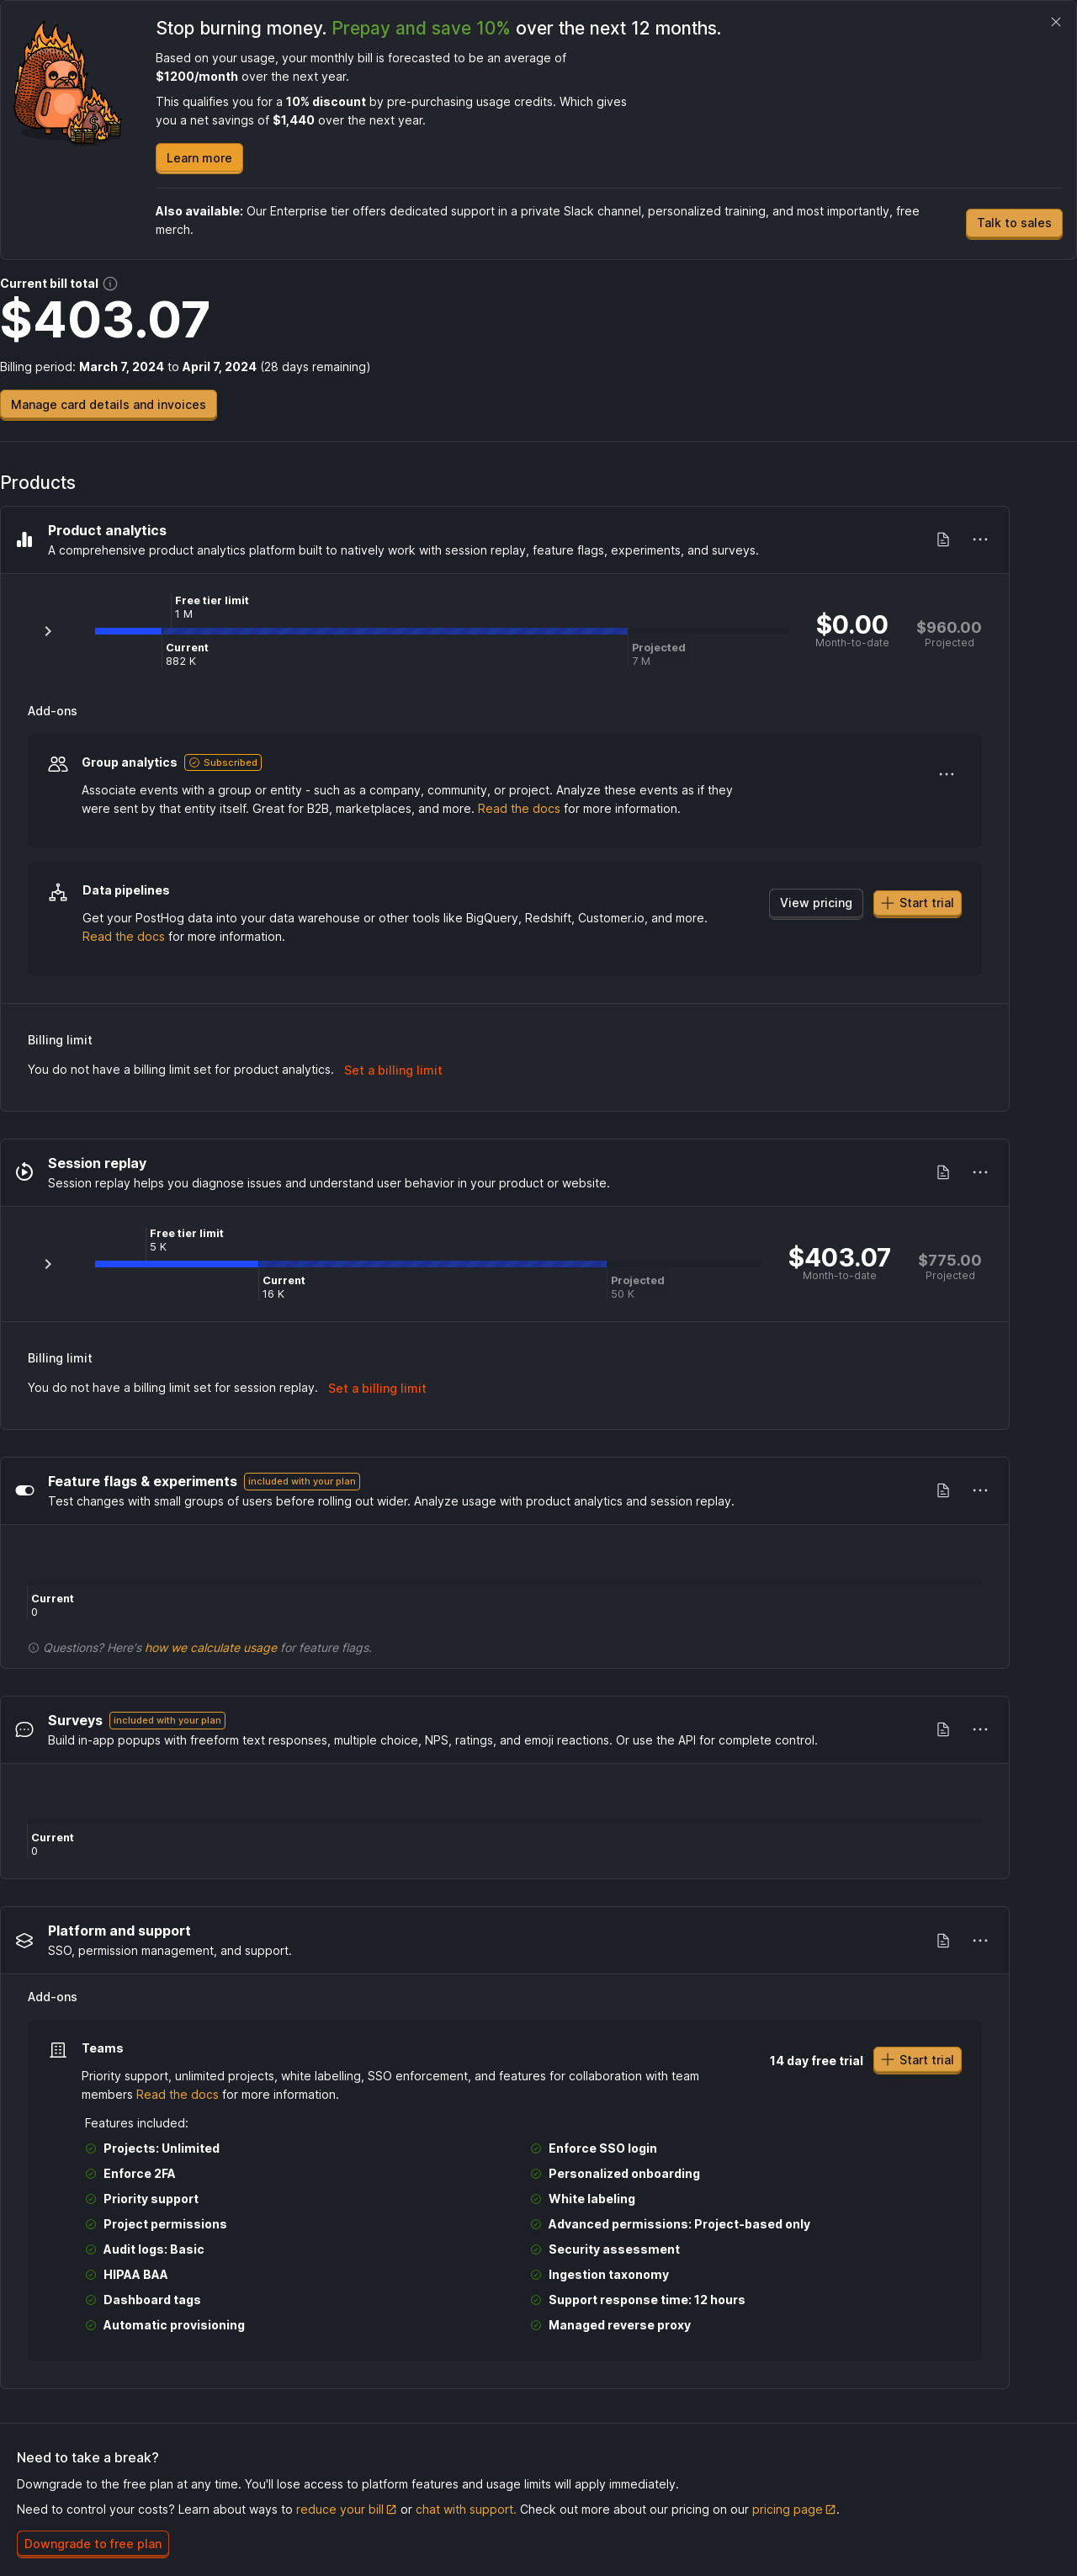 Stop burning money. Prepay and save 10% over the next 12 months.
Based on your usage, your monthly bill is forecasted to be an average of
$1200/month over the next year.
This qualifies you for a 10% discount by pre-purchasing usage credits. Which gives
you a net savings of $1,440 over the next year.
Learn more
Also available: Our Enterprise tier offers dedicated support in a private Slack channel, personalized training, and most importantly, free
merch.
Talk to sales
Current bill total
$403.07
Billing period: March 7, 2024 to April 7, 2024 (28 days remaining)
Manage card details and invoices
Products
Product analytics
A comprehensive product analytics platform built to natively work with session replay, feature flags, experiments, and surveys.
Free tier limit
1 M
Current
882 K
Projected
7 M
$0.00
Month-to-date
$960.00
Projected
Add-ons
Group analytics
Subscribed
Associate events with a group or entity - such as a company, community, or project. Analyze these events as if they
were sent by that entity itself. Great for B2B, marketplaces, and more. Read the docs for more information.
Data pipelines
Get your PostHog data into your data warehouse or other tools like BigQuery, Redshift, Customer.io, and more.
Read the docs for more information.
View pricing
Start trial
Billing limit
You do not have a billing limit set for product analytics. Set a billing limit
Session replay
Session replay helps you diagnose issues and understand user behavior in your product or website.
Free tier limit
5 K
Current
16 K
Projected
50 K
$403.07
Month-to-date
$775.00
Projected
Billing limit
You do not have a billing limit set for session replay. Set a billing limit
Feature flags & experiments included with your plan
Test changes with small groups of users before rolling out wider. Analyze usage with product analytics and session replay.
Current
0
Questions? Here's how we calculate usage for feature flags.
Surveys included with your plan
Build in-app popups with freeform text responses, multiple choice, NPS, ratings, and emoji reactions. Or use the API for complete control.
Current
0
Platform and support
SSO, permission management, and support.
Add-ons
Teams
Priority support, unlimited projects, white labelling, SSO enforcement, and features for collaboration with team
members Read the docs for more information.
14 day free trial
Start trial
Features included:
Projects: Unlimited
Enforce SSO login
Enforce 2FA
Personalized onboarding
Priority support
White labeling
Project permissions
Advanced permissions: Project-based only
Audit logs: Basic
Security assessment
HIPAA BAA
Ingestion taxonomy
Dashboard tags
Support response time: 12 hours
Automatic provisioning
Managed reverse proxy
Need to take a break?
Downgrade to the free plan at any time. You'll lose access to platform features and usage limits will apply immediately.
Need to control your costs? Learn about ways to reduce your bill or chat with support. Check out more about our pricing on our pricing page.
Downgrade to free plan